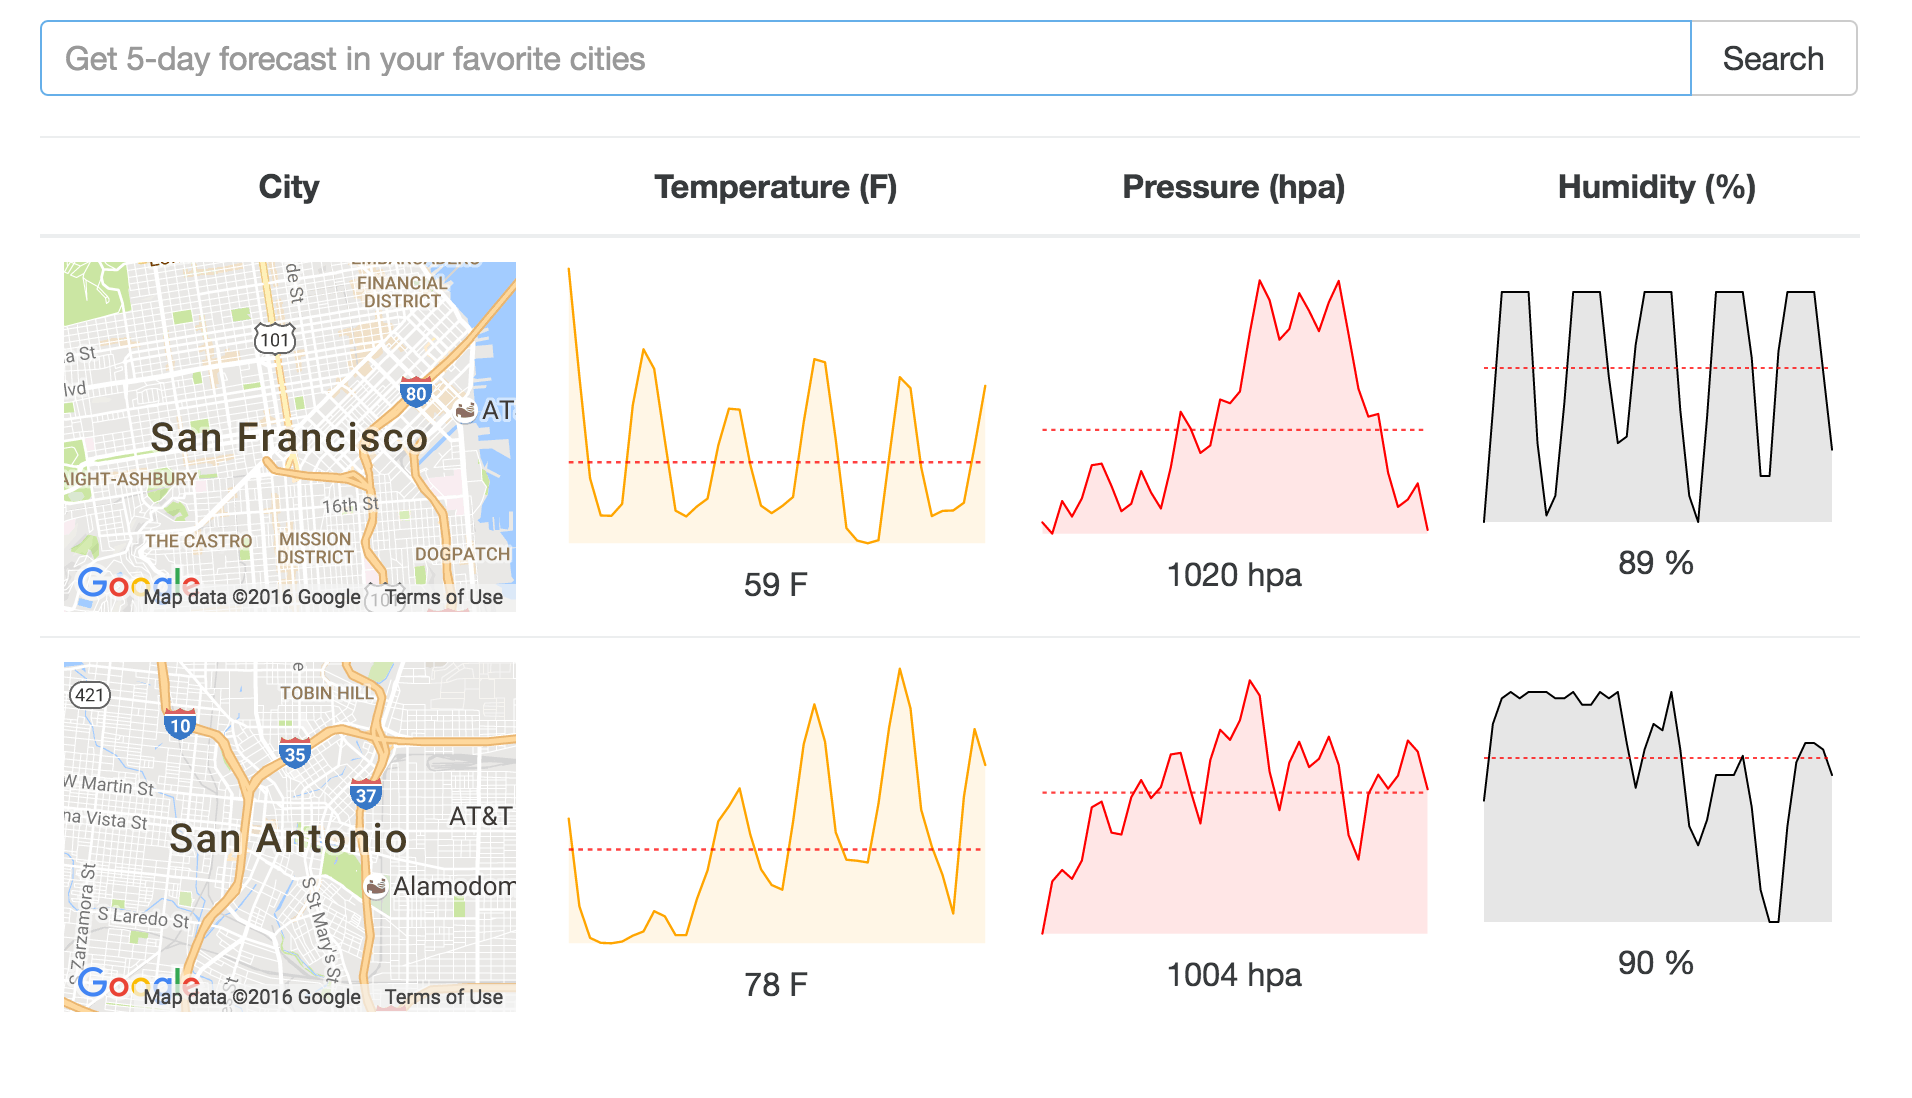 Get 5-day forecast in your favorite cities
Search
City
Temperature (F)
Pressure (hpa)
Humidity (%)
de St
FINANCIAL
DISTRICT
101
a St
lvd
80
AT
San Francisco
AIGHT-ASHBURY
16th St
THE CASTRO
MISSION
DISTRICT
DOGPATCH
Google
Map data ©2016 Google
101
Terms of Use
59 F
1020 hpa
89 %
e
421
TOBIN HILL
10
35
W Martin St
37
na Vista St
AT&T
San Antonio
Alamodom
S Zarzamora St
S Laredo St
S St Mary's St
Google
Map data ©2016 Google
Terms of Use
78 F
1004 hpa
90 %